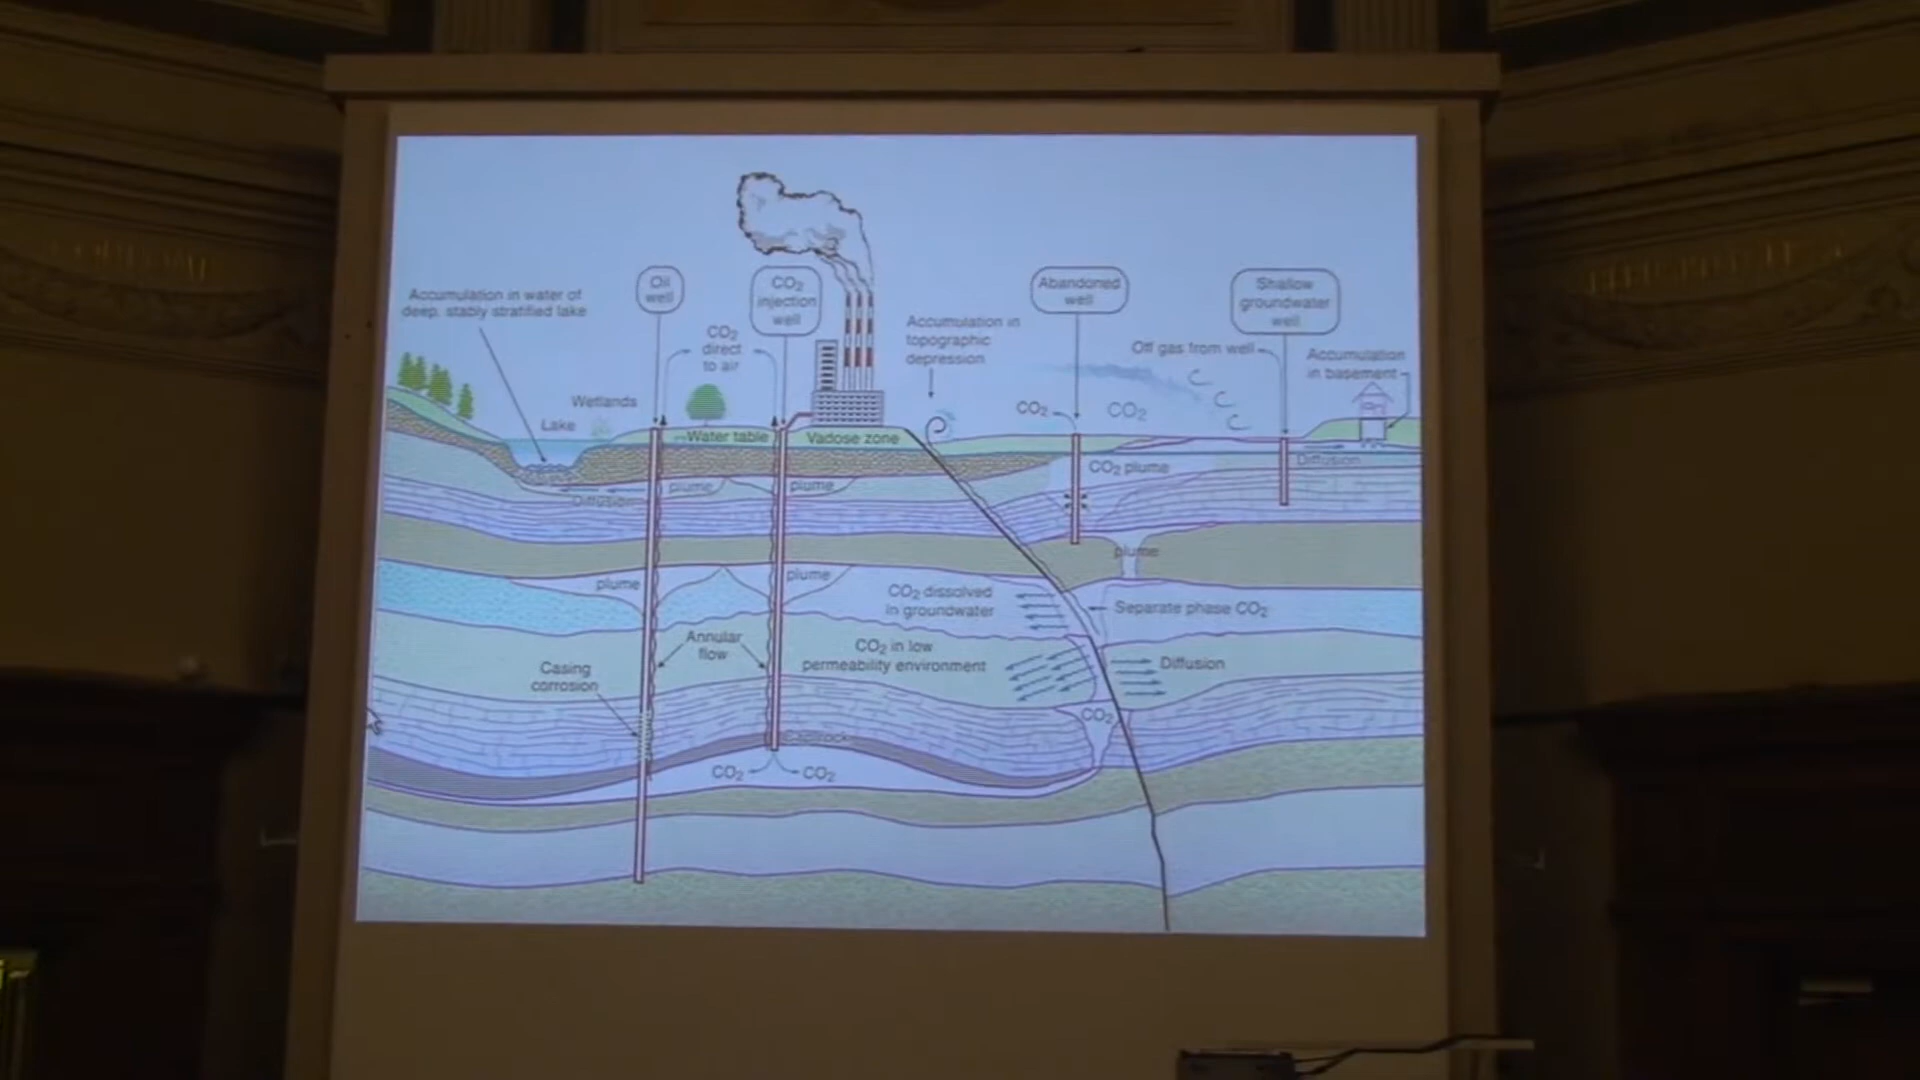 Accumulation in water of
deep, stably stratified lake
Oil
well
CO2
injection
well
CO2
direct
to air
Accumulation in
topographic
depression
Abandoned
well
Shallow
groundwater
well
Off gas from well
Accumulation
in basement
Wetlands
Lake
CO2
CO2
Water table
Vadose zone
CO2 plume
Diffusion
Diffusion
plume
plume
plume
plume
plume
CO2 dissolved
in groundwater
Separate phase CO2
Annular
flow
CO2 in low
permeability environment
Diffusion
Casing
corrosion
CO2
CO2
CO2